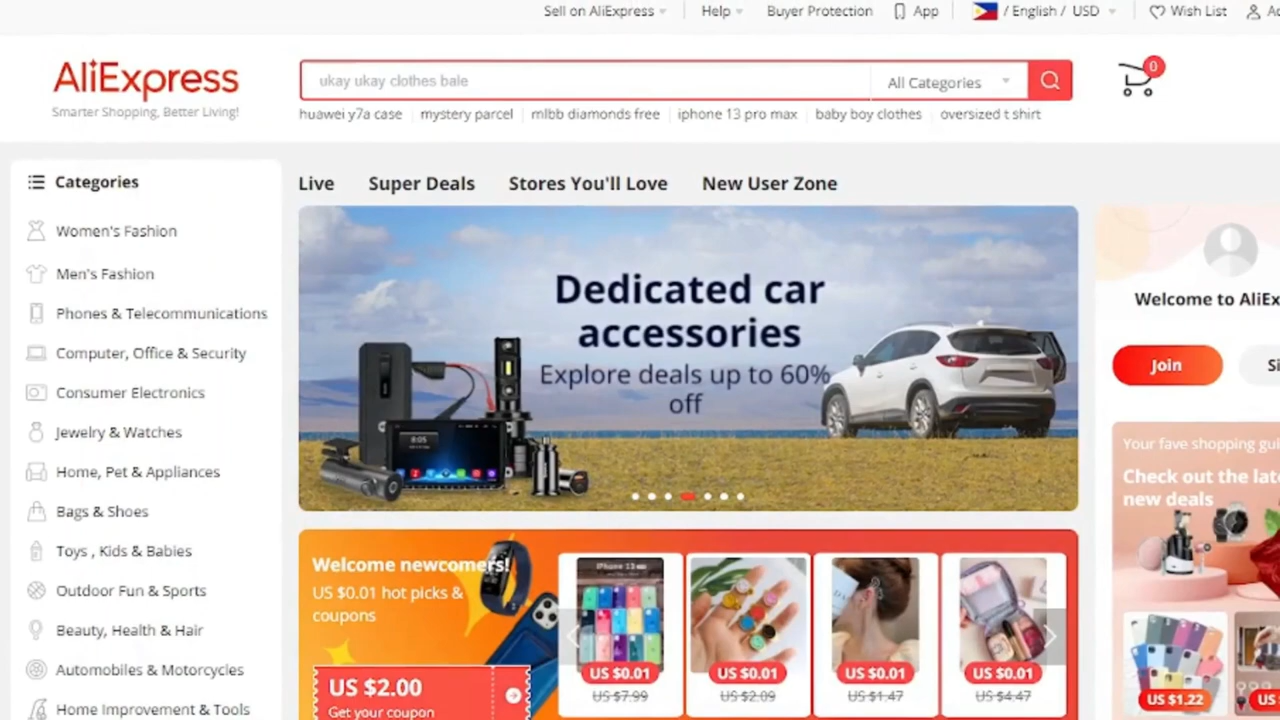 Sell on AliExpress
Help
Buyer Protection
App
/ English / USD
Wish List
AliExpress
Smarter Shopping, Better Living!
ukay ukay clothes bale
All Categories
0
huawei y7a case
mystery parcel
mlbb diamonds free
iphone 13 pro max
baby boy clothes
oversized t shirt
Categories
Women's Fashion
Men's Fashion
Phones & Telecommunications
Computer, Office & Security
Consumer Electronics
Jewelry & Watches
Home, Pet & Appliances
Bags & Shoes
Toys , Kids & Babies
Outdoor Fun & Sports
Beauty, Health & Hair
Automobiles & Motorcycles
Home Improvement & Tools
Live
Super Deals
Stores You'll Love
New User Zone
Dedicated car
accessories
Explore deals up to 60%
off
8:05
Welcome to AliEx
Join
Si
Your fave shopping gui
Check out the late
new deals
US $1.22
US
Welcome newcomers!
US $0.01 hot picks &
coupons
US $2.00
Get your coupon
iPhone 13
US $0.01
US $7.99
US $0.01
US $2.09
US $0.01
US $1.47
US $0.01
US $4.47